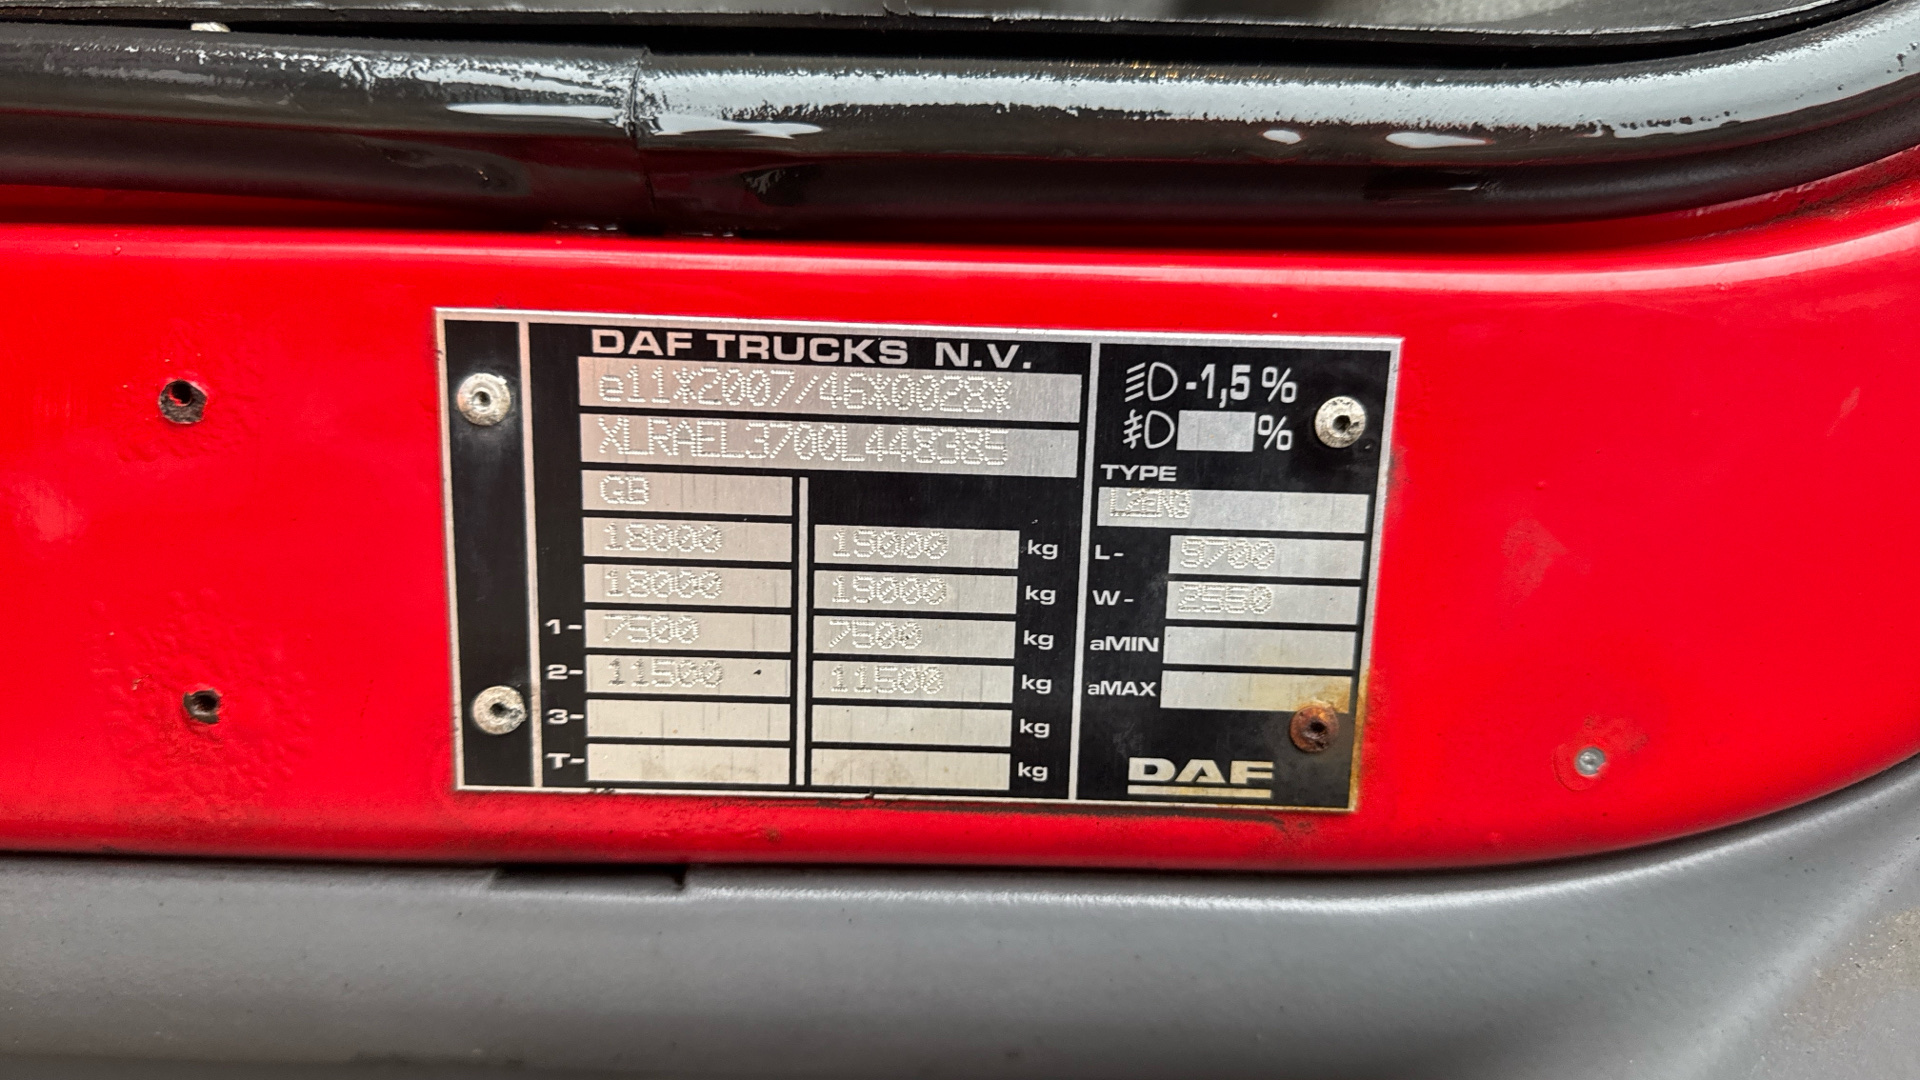 DAF TRUCKS N.V.
e11*2007/46*0028*
XLRAEL3700L448385
GB
18000 19000 kg
18000 19000 kg
1- 7500 7500 kg
2- 11500 11500 kg
3- kg
T- kg
-1,5%
%
TYPE
L2EN3
L- 9700
W- 2550
aMIN
aMAX
DAF